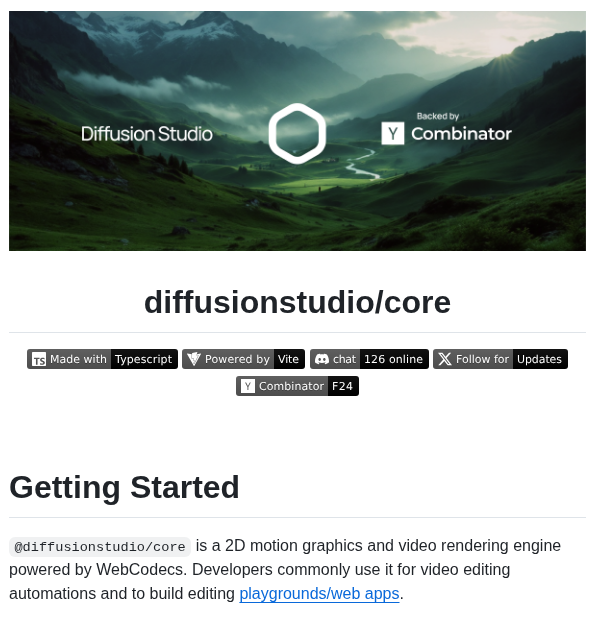 Diffusion Studio
Backed by
Y Combinator
diffusionstudio/core
TS Made with Typescript Powered by Vite chat 126 online X Follow for Updates
Y Combinator F24
Getting Started
@diffusionstudio/core is a 2D motion graphics and video rendering engine
powered by WebCodecs. Developers commonly use it for video editing
automations and to build editing playgrounds/web apps.